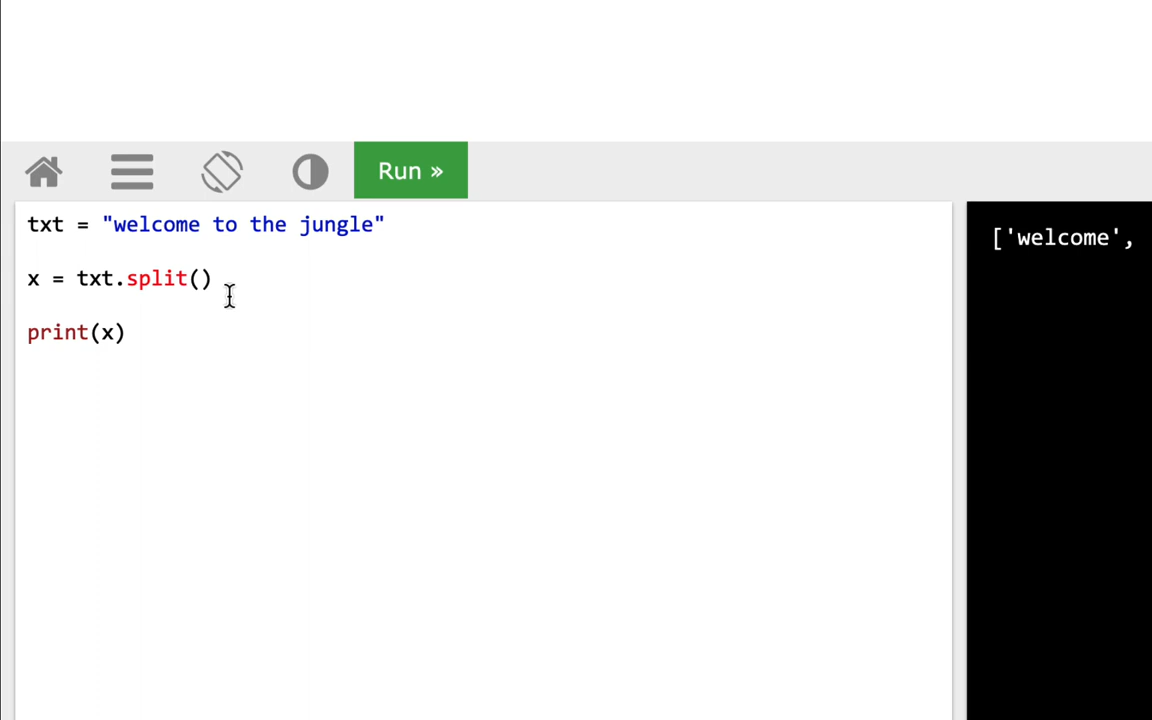 Run »
txt = "welcome to the jungle"
x = txt.split()
print(x)
['welcome',